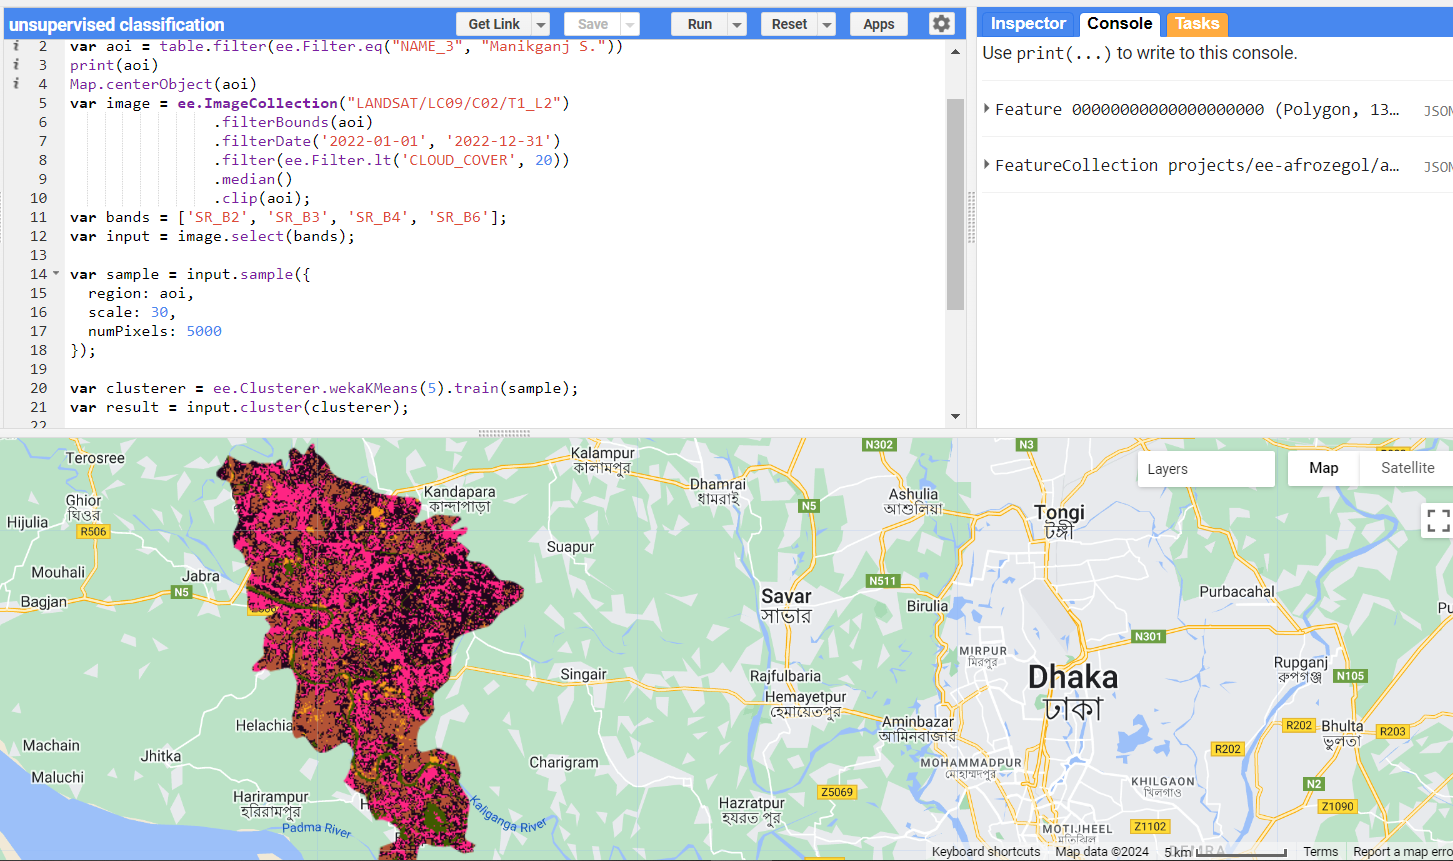 unsupervised classification
Get Link
Save
Run
Reset
Apps
Inspector
Console
Tasks
i 2 var aoi = table.filter(ee.Filter.eq("NAME_3", "Manikganj S."))
i 3 print(aoi)
i 4 Map.centerObject(aoi)
5 var image = ee.ImageCollection("LANDSAT/LC09/C02/T1_L2")
6 .filterBounds(aoi)
7 .filterDate('2022-01-01', '2022-12-31')
8 .filter(ee.Filter.lt('CLOUD_COVER', 20))
9 .median()
10 .clip(aoi);
11 var bands = ['SR_B2', 'SR_B3', 'SR_B4', 'SR_B6'];
12 var input = image.select(bands);
13
14 var sample = input.sample({
15 region: aoi,
16 scale: 30,
17 numPixels: 5000
18 });
19
20 var clusterer = ee.Clusterer.wekaKMeans(5).train(sample);
21 var result = input.cluster(clusterer);
22
Use print(...) to write to this console.
Feature 00000000000000000000 (Polygon, 13… JSON
FeatureCollection projects/ee-afrozegol/a… JSON
Layers
Map
Satellite
Terosree
Ghior
ঘিওর
Hijulia
R506
Mouhali
Bagjan
Jabra
N5
Kalampur
কালামপুর
Kandapara
কান্দাপাড়া
Suapur
Dhamrai
ধামরাই
N302
N3
N5
Ashulia
আশুলিয়া
Tongi
টঙ্গী
N511
Savar
সাভার
Birulia
Purbacahal
N301
MIRPUR
মিরপুর
Rupganj
রূপগঞ্জ
N105
Singair
Rajfulbaria
Hemayetpur
হেমায়েতপুর
Dhaka
ঢাকা
Aminbazar
আমিনবাজার
R202
Bhulta
ভুলতা
R203
R202
Helachia
Machain
Jhitka
Maluchi
Charigram
MOHAMMADPUR
মোহাম্মদপুর
KHILGAON
খিলগাও
N2
Z1090
Harirampur
হরিরামপুর
Padma River
Kaliganga River
Hazratpur
হযরত পুর
Z5069
MOTIJHEEL
মতিঝিল
Z1102
DEMRA
Keyboard shortcuts
Map data ©2024
5 km
Terms
Report a map erro